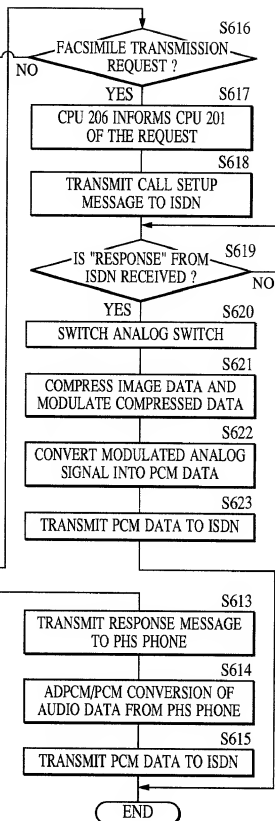 S616
FACSIMILE TRANSMISSION
REQUEST ?
NO
YES
S617
CPU 206 INFORMS CPU 201
OF THE REQUEST
S618
TRANSMIT CALL SETUP
MESSAGE TO ISDN
S619
IS "RESPONSE" FROM
ISDN RECEIVED ?
NO
YES
S620
SWITCH ANALOG SWITCH
S621
COMPRESS IMAGE DATA AND
MODULATE COMPRESSED DATA
S622
CONVERT MODULATED ANALOG
SIGNAL INTO PCM DATA
S623
TRANSMIT PCM DATA TO ISDN
S613
TRANSMIT RESPONSE MESSAGE
TO PHS PHONE
S614
ADPCM/PCM CONVERSION OF
AUDIO DATA FROM PHS PHONE
S615
TRANSMIT PCM DATA TO ISDN
END